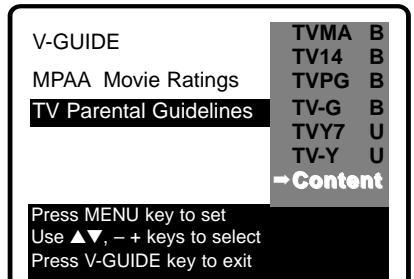 V-GUIDE
MPAA Movie Ratings
TV Parental Guidelines
TVMA B
TV14 B
TVPG B
TV-G B
TVY7 U
TV-Y U
➡Content
Press MENU key to set
Use ▲▼, – + keys to select
Press V-GUIDE key to exit